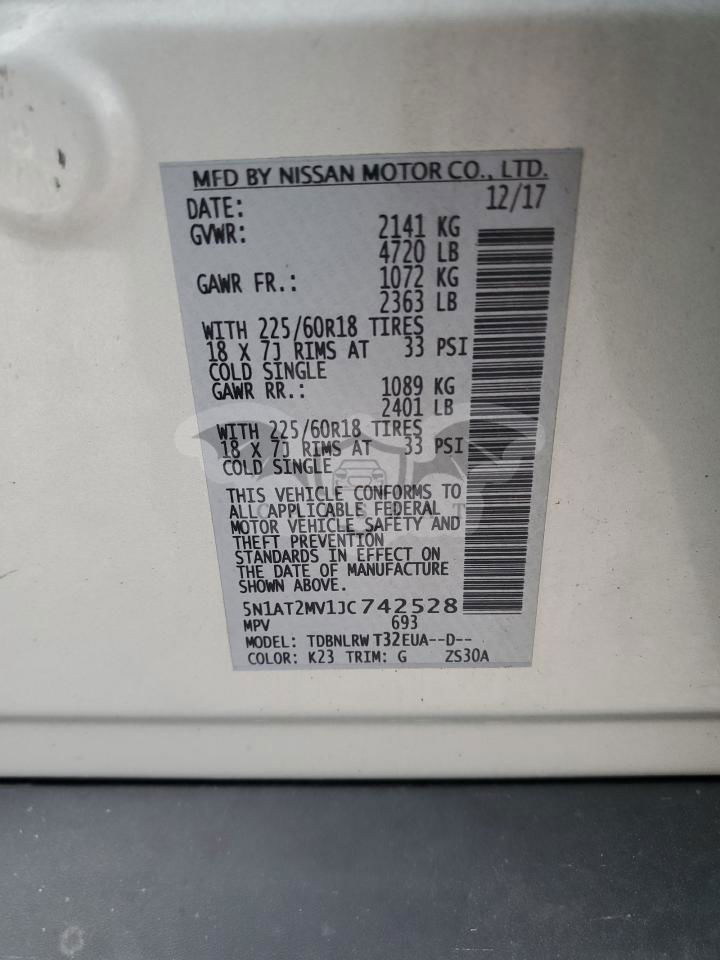 MFD BY NISSAN MOTOR CO., LTD.
DATE: 12/17
GVWR: 2141 KG
4720 LB
GAWR FR.: 1072 KG
2363 LB
WITH 225/60R18 TIRES
18 X 7J RIMS AT 33 PSI
COLD SINGLE
GAWR RR.: 1089 KG
2401 LB
WITH 225/60R18 TIRES
18 X 7J RIMS AT 33 PSI
COLD SINGLE
THIS VEHICLE CONFORMS TO
ALL APPLICABLE FEDERAL
MOTOR VEHICLE SAFETY AND
THEFT PREVENTION
STANDARDS IN EFFECT ON
THE DATE OF MANUFACTURE
SHOWN ABOVE.
5N1AT2MV1JC742528
MPV 693
MODEL: TDBNLRW T32EUA--D--
COLOR: K23 TRIM: G ZS30A